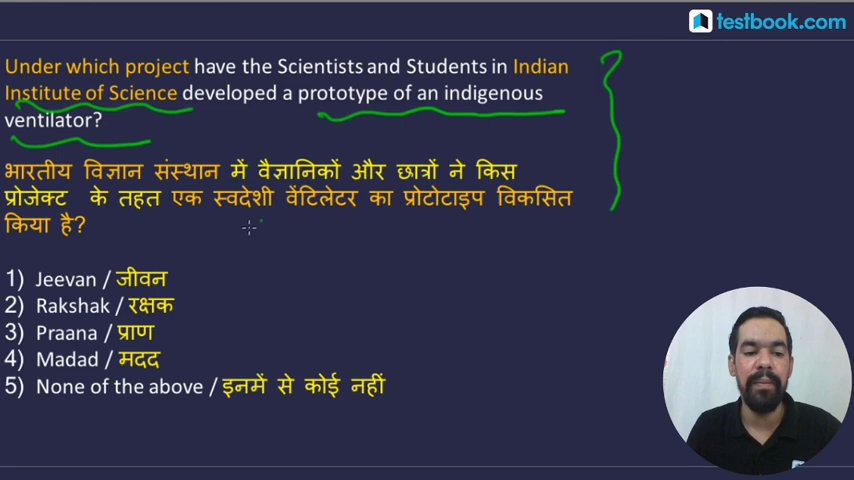 testbook.com
Under which project have the Scientists and Students in Indian
Institute of Science developed a prototype of an indigenous
ventilator?
भारतीय विज्ञान संस्थान में वैज्ञानिकों और छात्रों ने किस
प्रोजेक्ट के तहत एक स्वदेशी वेंटिलेटर का प्रोटोटाइप विकसित
किया है?
1) Jeevan / जीवन
2) Rakshak / रक्षक
3) Praana / प्राण
4) Madad / मदद
5) None of the above / इनमें से कोई नहीं